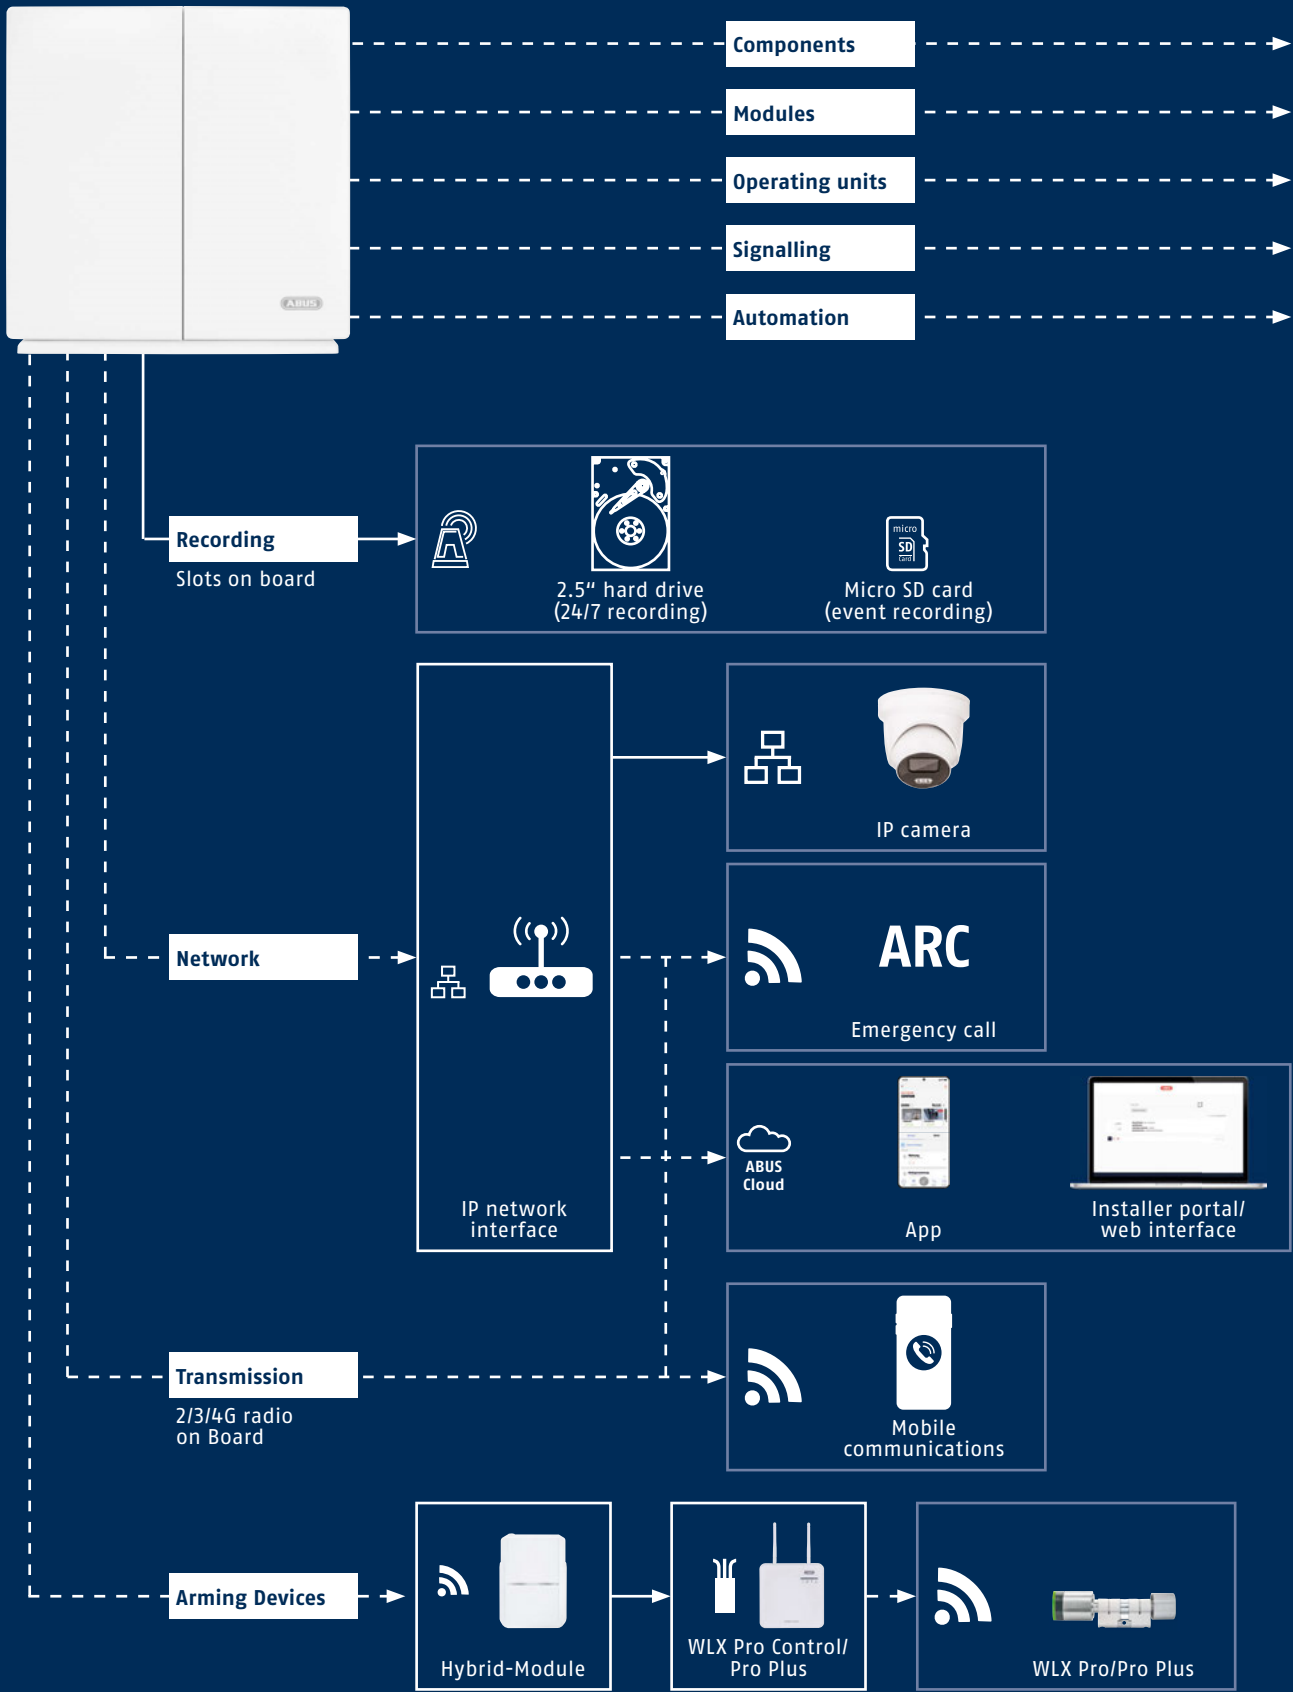 Components
Modules
Operating units
Signalling
ABUS
Automation
Recording
Slots on board
2.5“ hard drive
(24/7 recording)
micro
SD
card
Micro SD card
(event recording)
IP camera
Network
ARC
Emergency call
IP network
interface
ABUS
Cloud
App
Installer portal/
web interface
Transmission
2/3/4G radio
on Board
Mobile
communications
Arming Devices
Hybrid-Module
WLX Pro Control/
Pro Plus
WLX Pro/Pro Plus